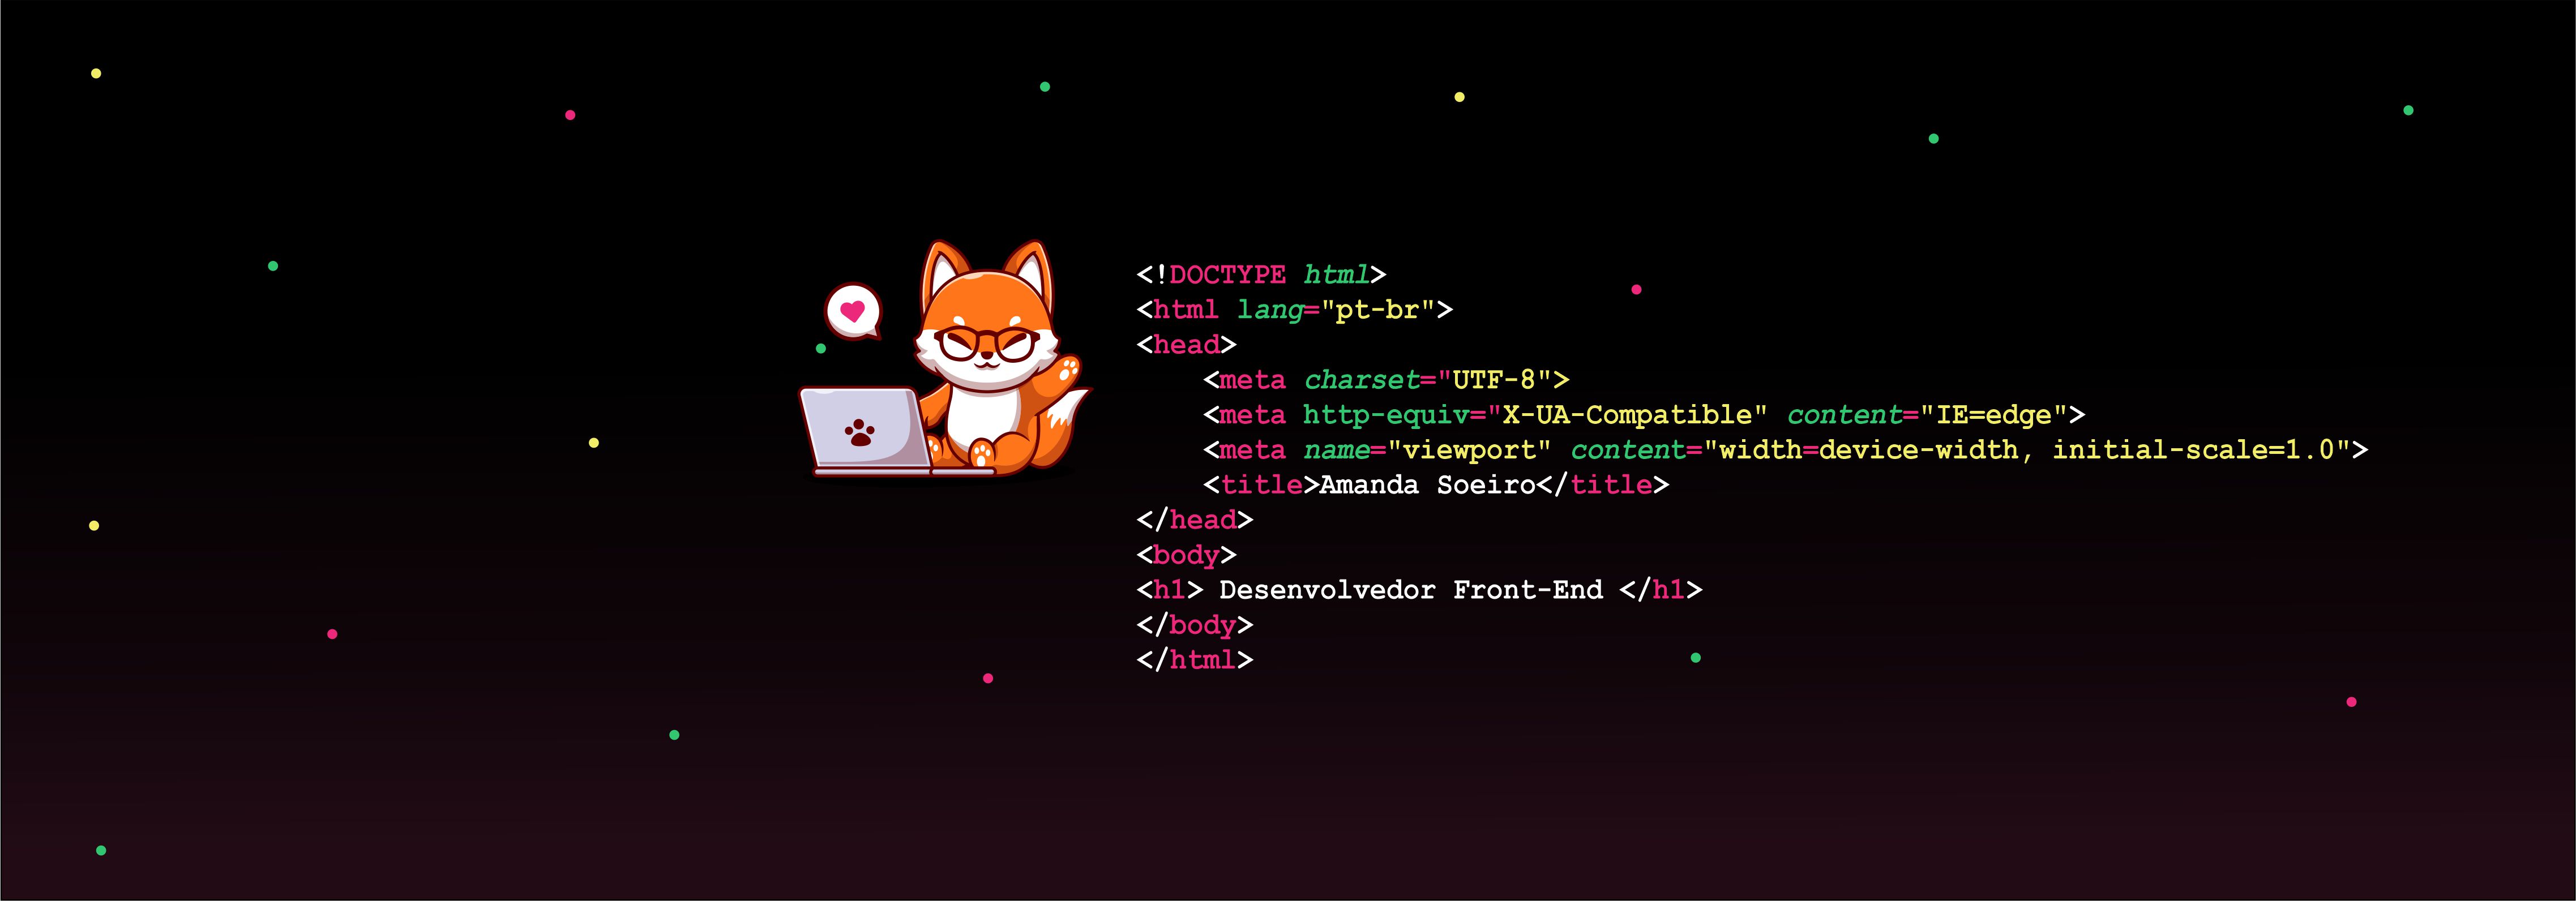 <!DOCTYPE html>
<html lang="pt-br">
<head>
    <meta charset="UTF-8">
    <meta http-equiv="X-UA-Compatible" content="IE=edge">
    <meta name="viewport" content="width=device-width, initial-scale=1.0">
    <title>Amanda Soeiro</title>
</head>
<body>
<h1> Desenvolvedor Front-End </h1>
</body>
</html>